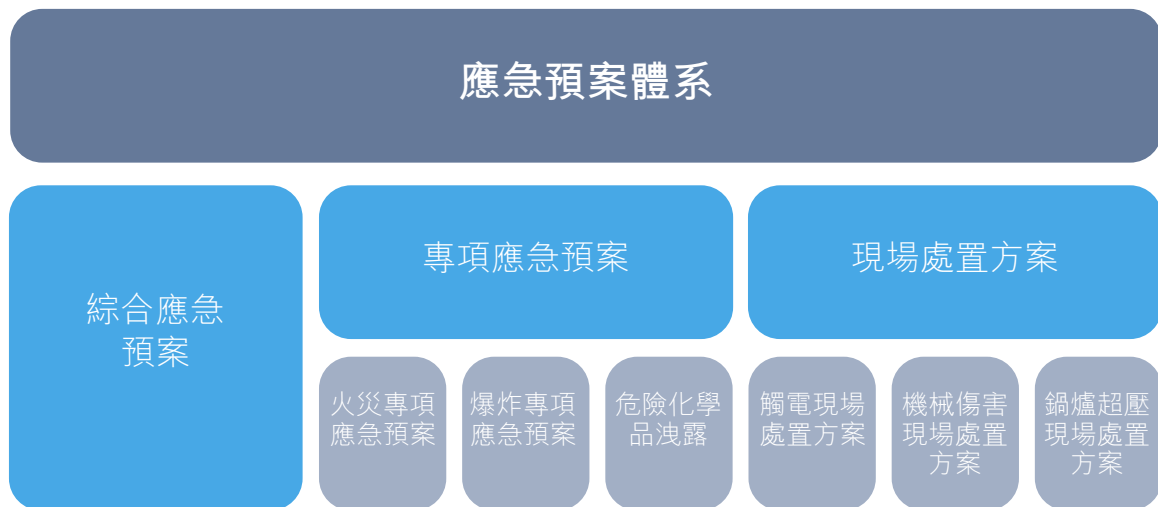 應急預案體系
綜合應急
預案
專項應急預案
現場處置方案
火災專項
應急預案
爆炸專項
應急預案
危險化學
品洩露
觸電現場
處置方案
機械傷害
現場處置
方案
鍋爐超壓
現場處置
方案